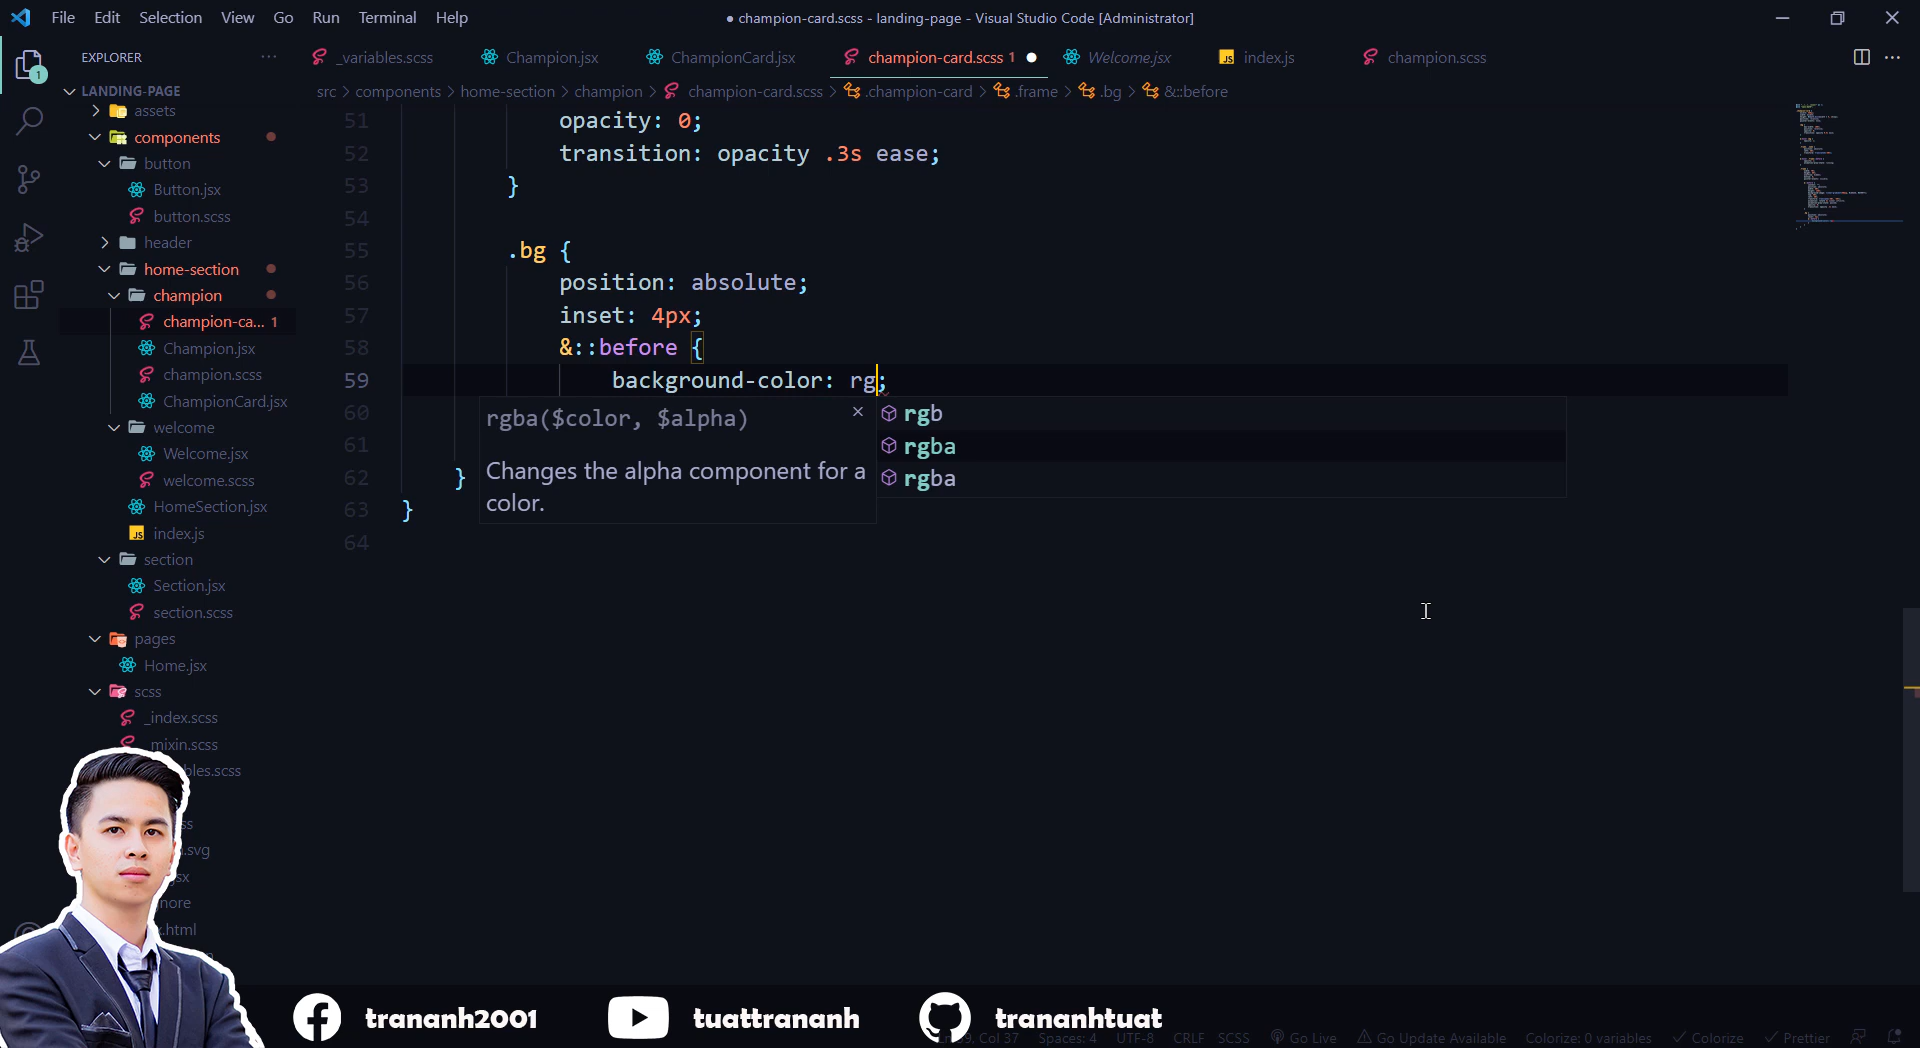 File Edit Selection View Go Run Terminal Help
● champion-card.scss - landing-page - Visual Studio Code [Administrator]
EXPLORER
_variables.scss Champion.jsx ChampionCard.jsx champion-card.scss 1 Welcome.jsx JS index.js champion.scss
1
LANDING-PAGE
src > components > home-section > champion > champion-card.scss > .champion-card > .frame > .bg > &::before
assets
components
button
Button.jsx
button.scss
header
home-section
champion
champion-ca... 1
Champion.jsx
champion.scss
ChampionCard.jsx
welcome
Welcome.jsx
welcome.scss
HomeSection.jsx
JS index.js
section
Section.jsx
section.scss
pages
Home.jsx
scss
_index.scss
_mixin.scss
bles.scss
.svg
.html
51 opacity: 0;
52 transition: opacity .3s ease;
53 }
54
55 .bg {
56 position: absolute;
57 inset: 4px;
58 &::before {
59 background-color: rg;
60
61
62 }
63 }
64
rgba($color, $alpha)
Changes the alpha component for a
color.
rgb
rgba
rgba
trananh2001 tuattrananh trananhtuat
Col 37 Spaces: 4 UTF-8 CRLF SCSS Go Live Go Update Available Colorize: 0 variables Colorize Prettier